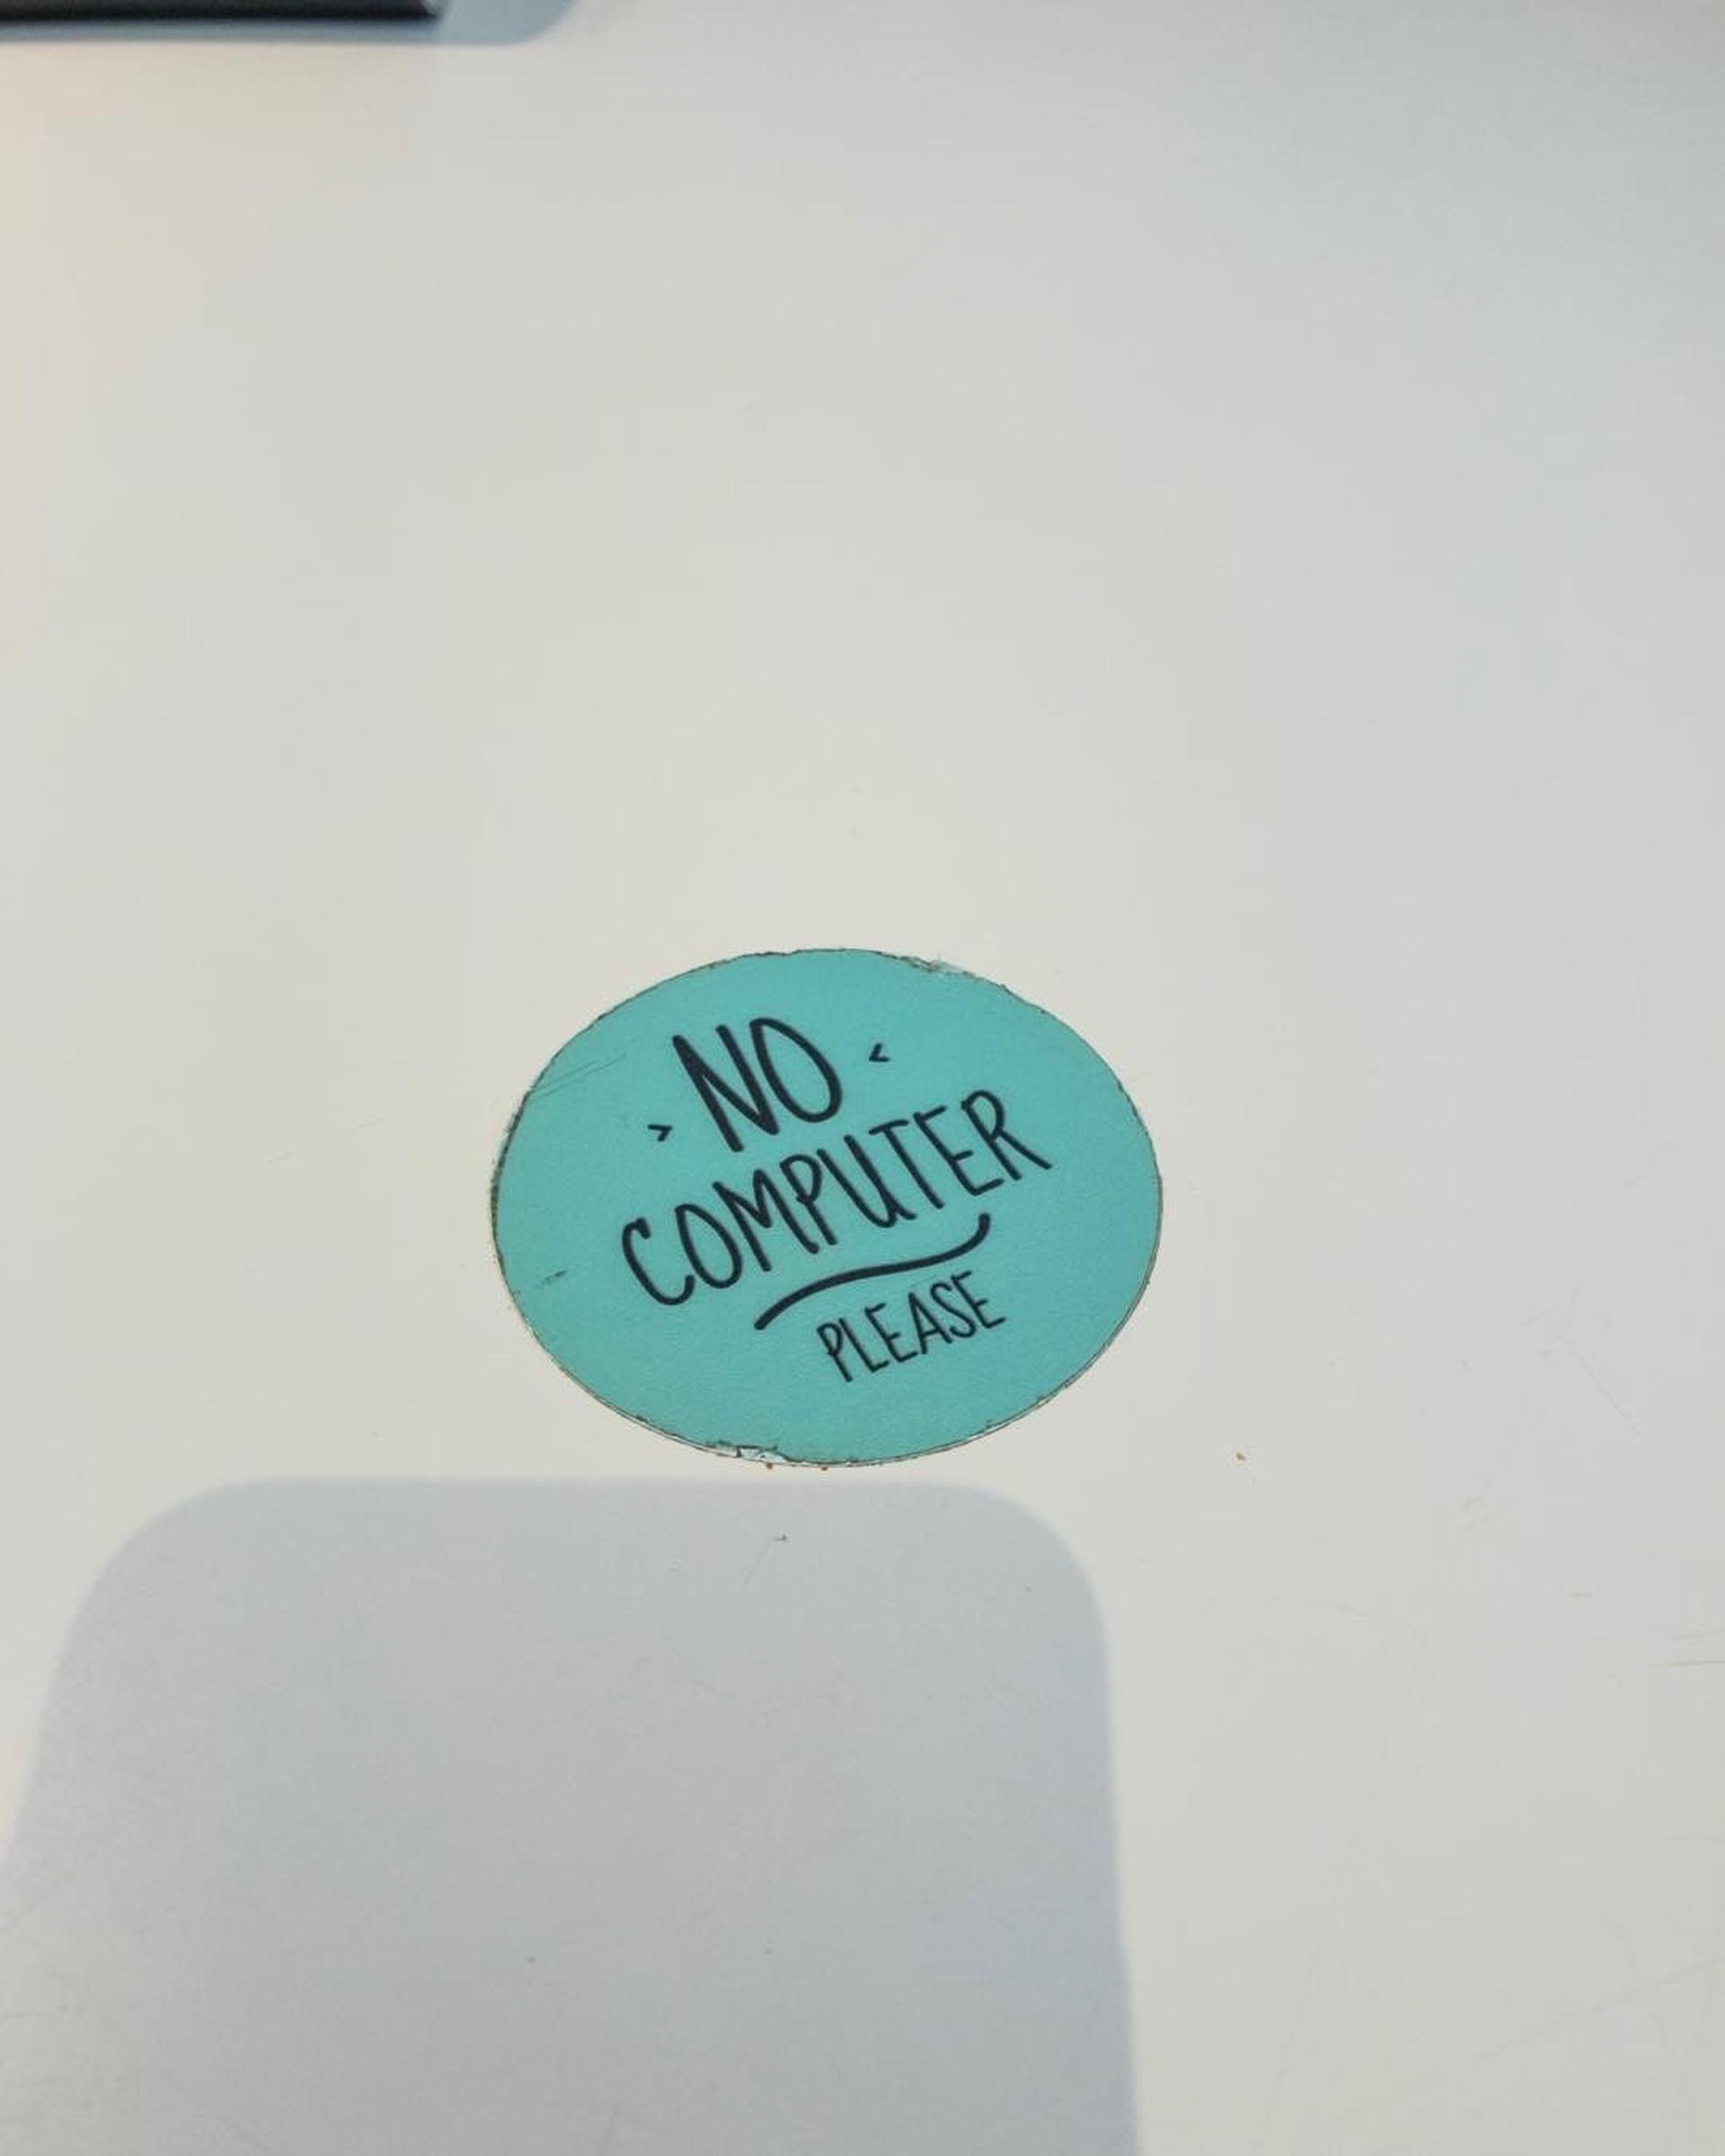 > NO <
COMPUTER
PLEASE